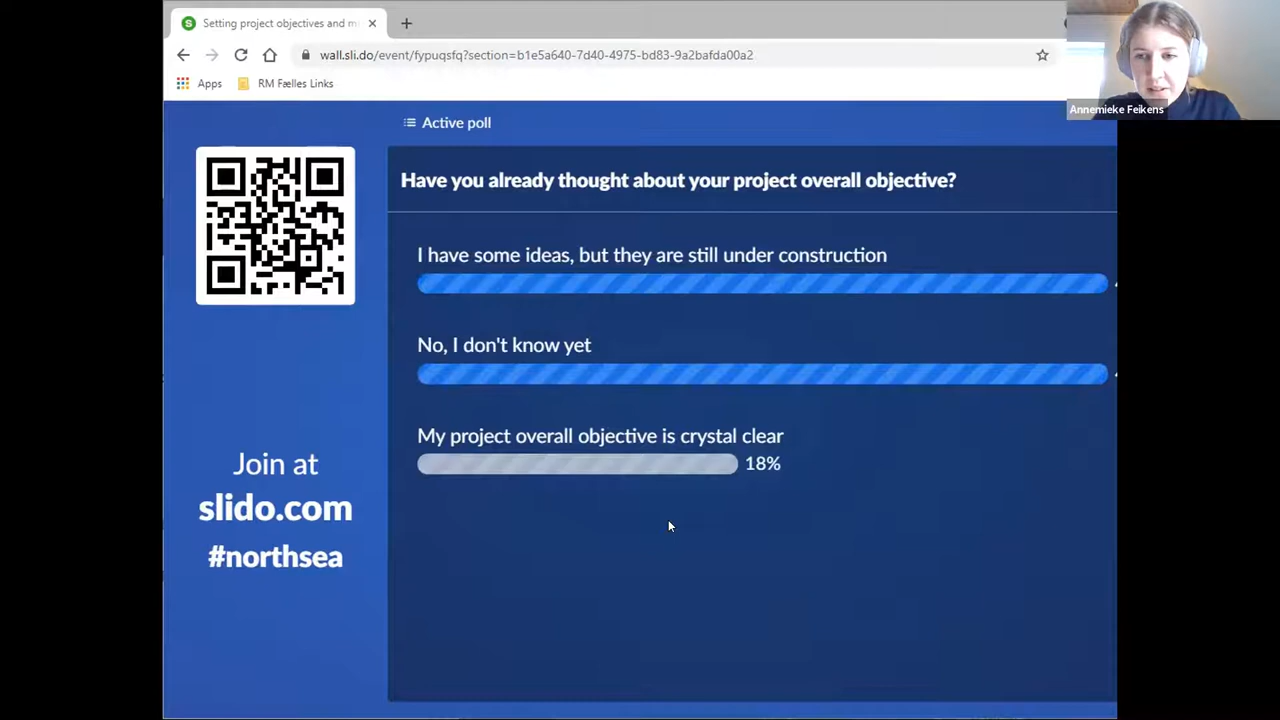 Setting project objectives and m
wall.sli.do/event/fypuqsfq?section=b1e5a640-7d40-4975-bd83-9a2bafda00a2
Apps
RM Fælles Links
Annemieke Feikens
Active poll
Have you already thought about your project overall objective?
I have some ideas, but they are still under construction
No, I don't know yet
My project overall objective is crystal clear
18%
Join at
slido.com
#northsea